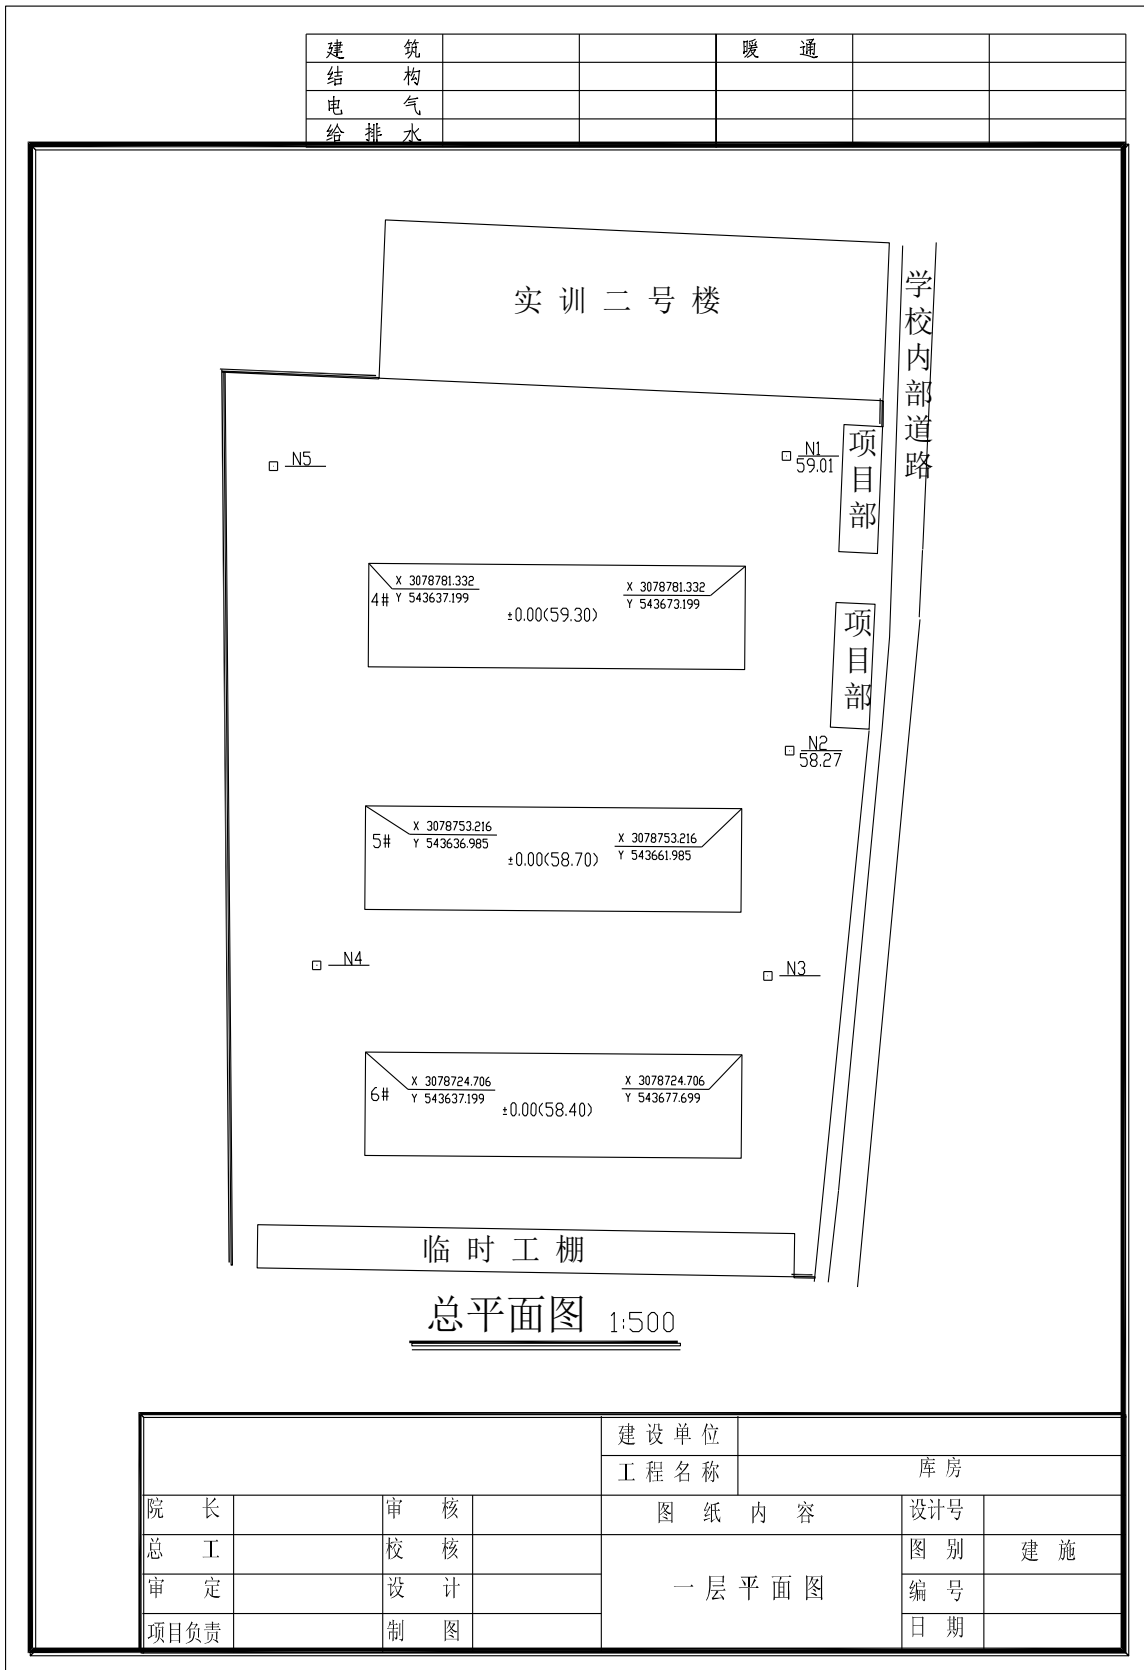 建 筑 暖 通
结 构
电 气
给 排 水
实 训 二 号 楼
学校内部道路
N5
N1
59.01
项目部
X 3078781.332
Y 543637.199
4#
±0.00(59.30)
X 3078781.332
Y 543673.199
项目部
N2
58.27
X 3078753.216
Y 543636.985
5#
±0.00(58.70)
X 3078753.216
Y 543661.985
N4
N3
X 3078724.706
Y 543637.199
6#
±0.00(58.40)
X 3078724.706
Y 543677.699
临 时 工 棚
总平面图 1:500
建 设 单 位
工 程 名 称 库 房
院 长 审 核 图 纸 内 容 设计号
总 工 校 核 图 别 建 施
审 定 设 计 一 层 平 面 图 编 号
项目负责 制 图 日 期